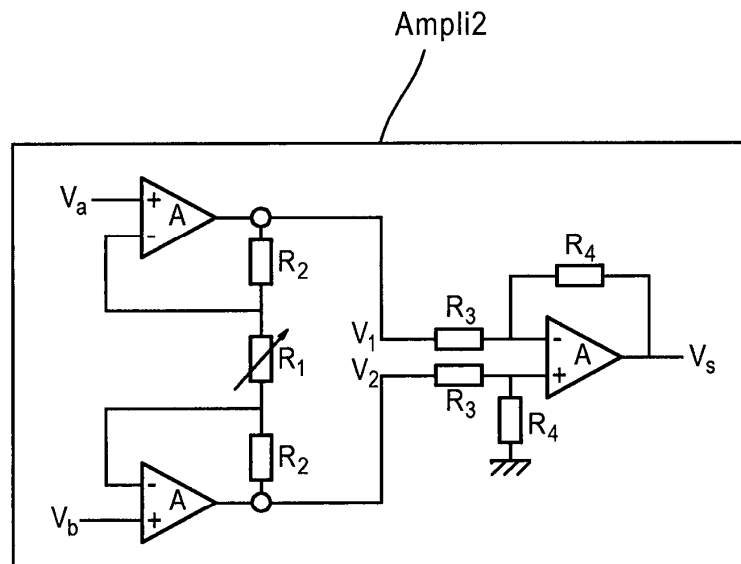 Ampli2
Va
+
A
-
R2
R4
R3
V1
-
A
R1
V2
+
Vs
R3
R4
R2
-
A
Vb
+